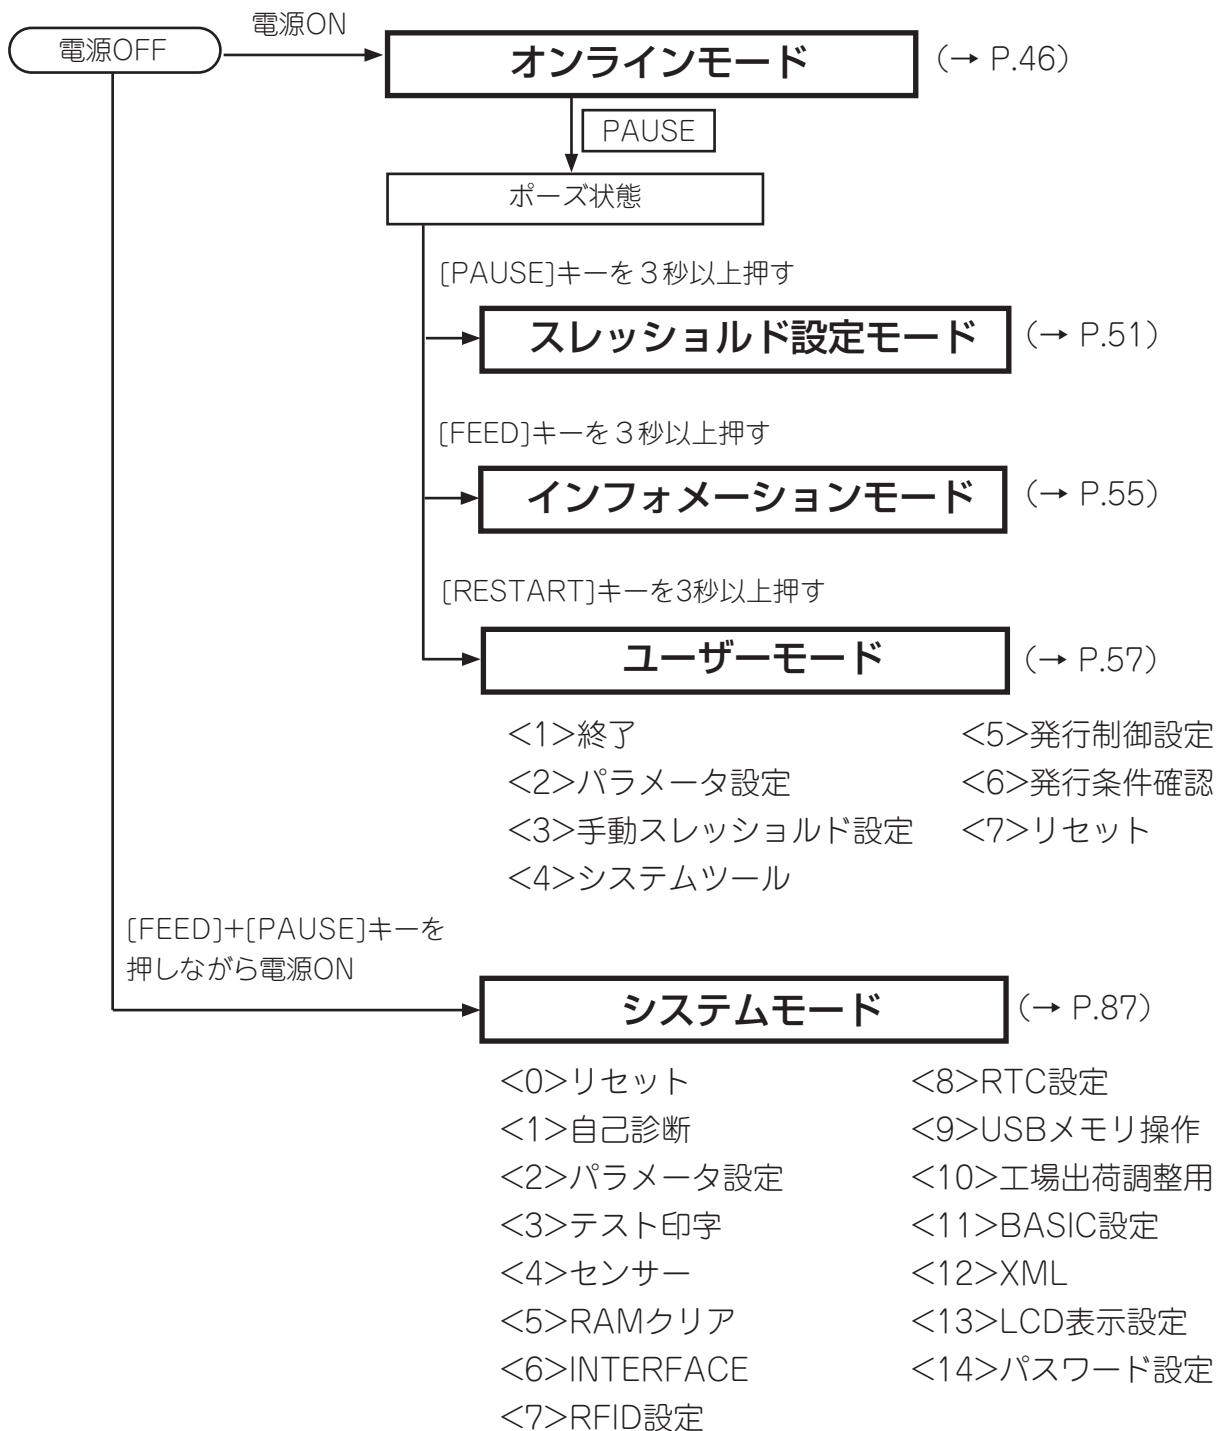 電源ON
電源OFF
オンラインモード
(→ P.46)
PAUSE
ポーズ状態
[PAUSE]キーを３秒以上押す
スレッショルド設定モード
(→ P.51)
[FEED]キーを３秒以上押す
インフォメーションモード
(→ P.55)
[RESTART]キーを3秒以上押す
ユーザーモード
(→ P.57)
<1>終了
<2>パラメータ設定
<3>手動スレッショルド設定
<4>システムツール
<5>発行制御設定
<6>発行条件確認
<7>リセット
[FEED]+[PAUSE]キーを
押しながら電源ON
システムモード
(→ P.87)
<0>リセット
<1>自己診断
<2>パラメータ設定
<3>テスト印字
<4>センサー
<5>RAMクリア
<6>INTERFACE
<7>RFID設定
<8>RTC設定
<9>USBメモリ操作
<10>工場出荷調整用
<11>BASIC設定
<12>XML
<13>LCD表示設定
<14>パスワード設定